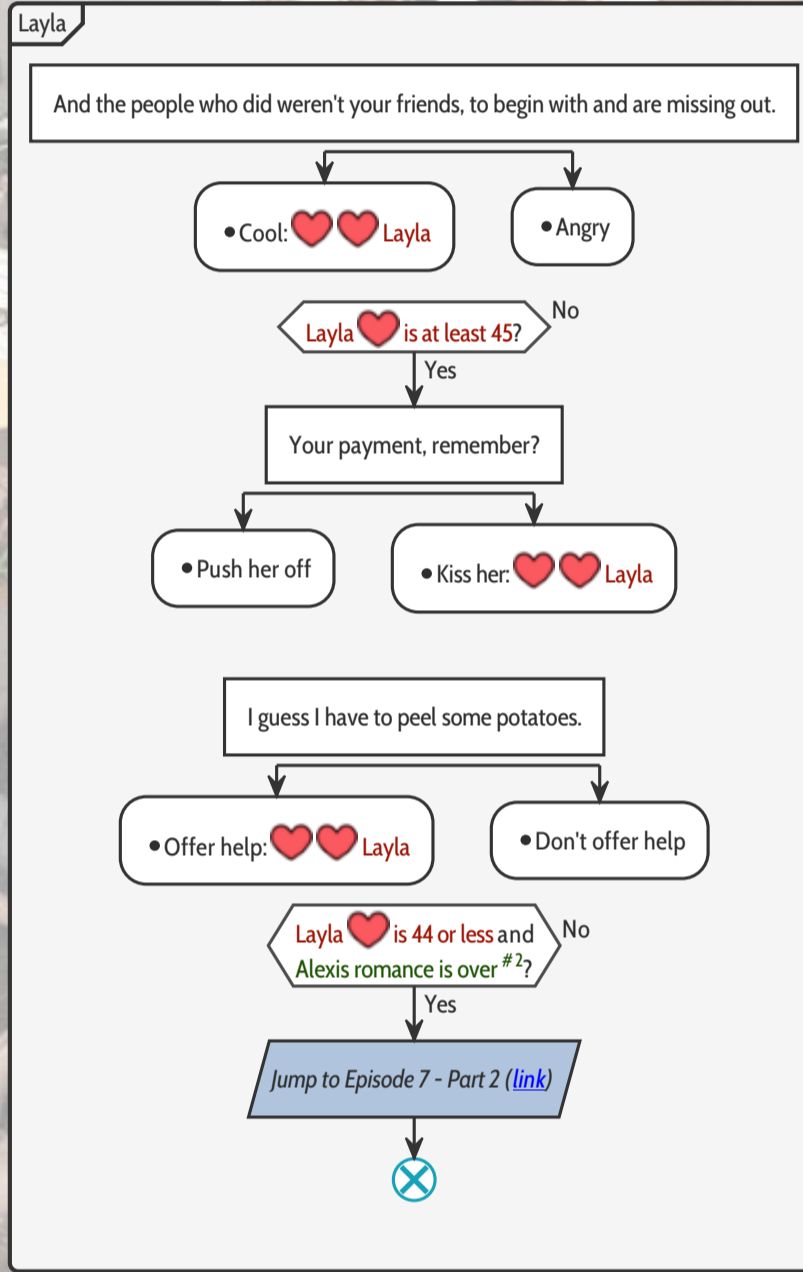 Layla
And the people who did weren't your friends, to begin with and are missing out.
•Cool: Layla
•Angry
Layla is at least 45?
No
Yes
Your payment, remember?
•Push her off
•Kiss her: Layla
I guess I have to peel some potatoes.
•Offer help: Layla
•Don't offer help
Layla is 44 or less and
Alexis romance is over #2?
No
Yes
Jump to Episode 7 - Part 2 (link)